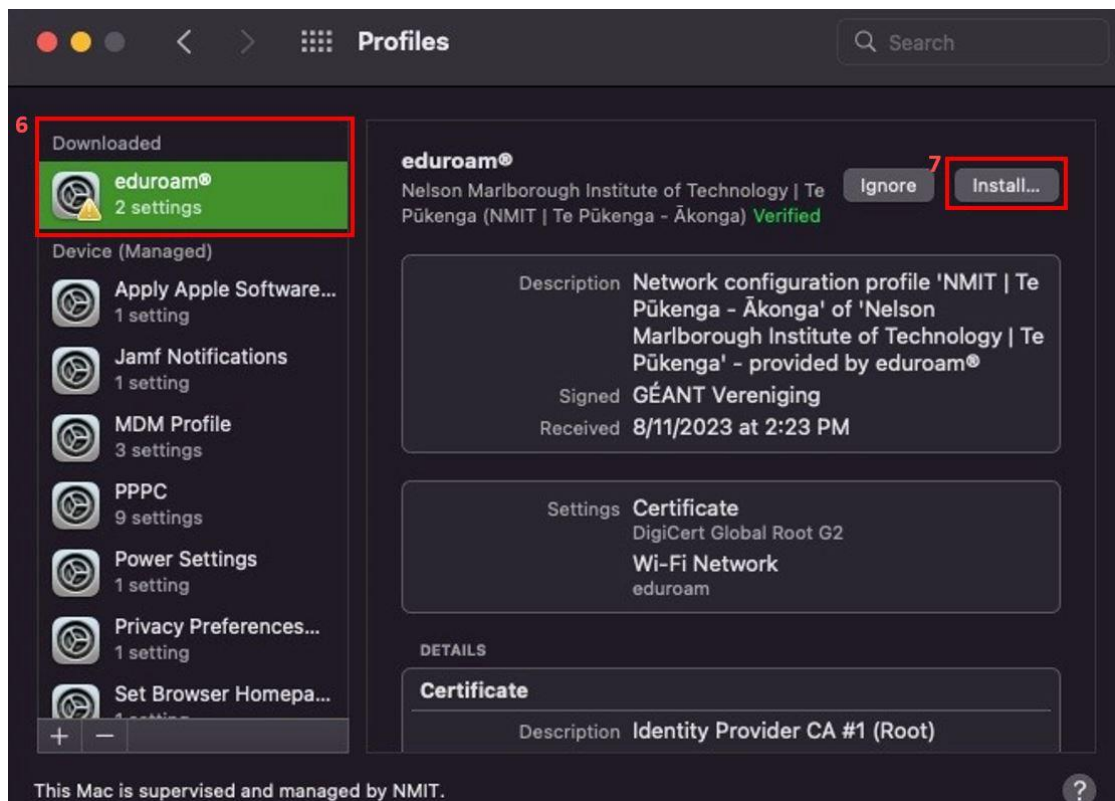 Profiles
Search
6
Downloaded
eduroam®
2 settings
Device (Managed)
Apply Apple Software...
1 setting
Jamf Notifications
1 setting
MDM Profile
3 settings
PPPC
9 settings
Power Settings
1 setting
Privacy Preferences...
1 setting
Set Browser Homepa...
+ −
eduroam®
Nelson Marlborough Institute of Technology | Te
Pūkenga (NMIT | Te Pūkenga - Ākonga) Verified
Ignore
7
Install...
Description Network configuration profile 'NMIT | Te
Pūkenga - Ākonga' of 'Nelson
Marlborough Institute of Technology | Te
Pūkenga' - provided by eduroam®
Signed GÉANT Vereniging
Received 8/11/2023 at 2:23 PM
Settings Certificate
DigiCert Global Root G2
Wi-Fi Network
eduroam
DETAILS
Certificate
Description Identity Provider CA #1 (Root)
This Mac is supervised and managed by NMIT.
?